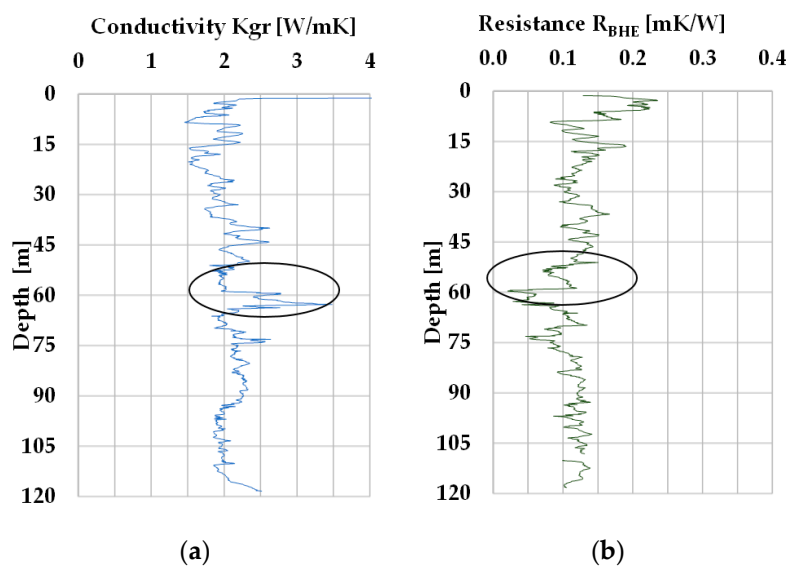 Conductivity Kgr [W/mK]
0 1 2 3 4
0
15
30
45
60
75
90
105
120
Depth [m]
(a)
Resistance R_BHE [mK/W]
0.0 0.1 0.2 0.3 0.4
0
15
30
45
60
75
90
105
120
Depth [m]
(b)